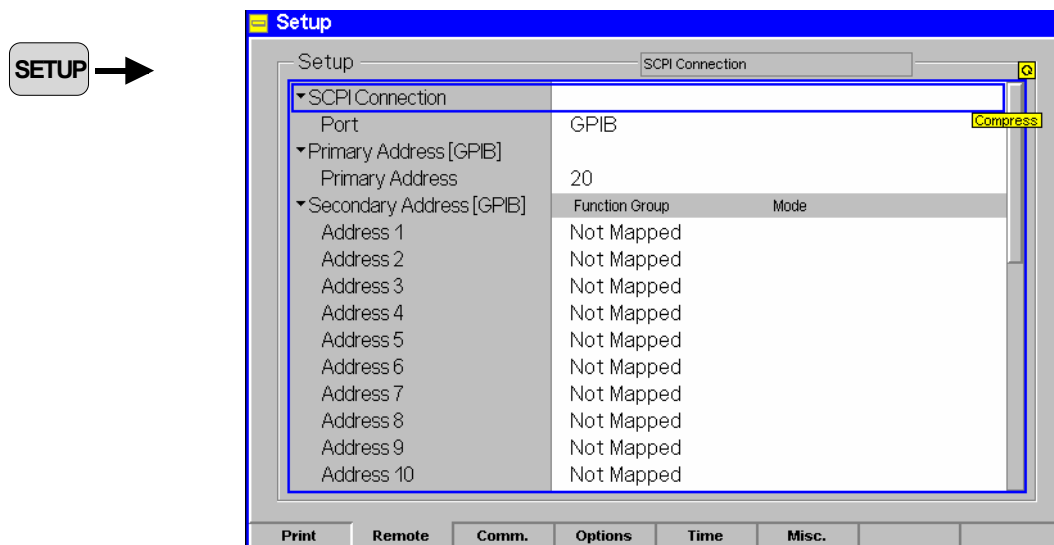 Setup
SETUP
Setup
SCPI Connection
SCPI Connection
Compress
Port GPIB
Primary Address [GPIB]
Primary Address 20
Secondary Address [GPIB] Function Group Mode
Address 1 Not Mapped
Address 2 Not Mapped
Address 3 Not Mapped
Address 4 Not Mapped
Address 5 Not Mapped
Address 6 Not Mapped
Address 7 Not Mapped
Address 8 Not Mapped
Address 9 Not Mapped
Address 10 Not Mapped
Print Remote Comm. Options Time Misc.